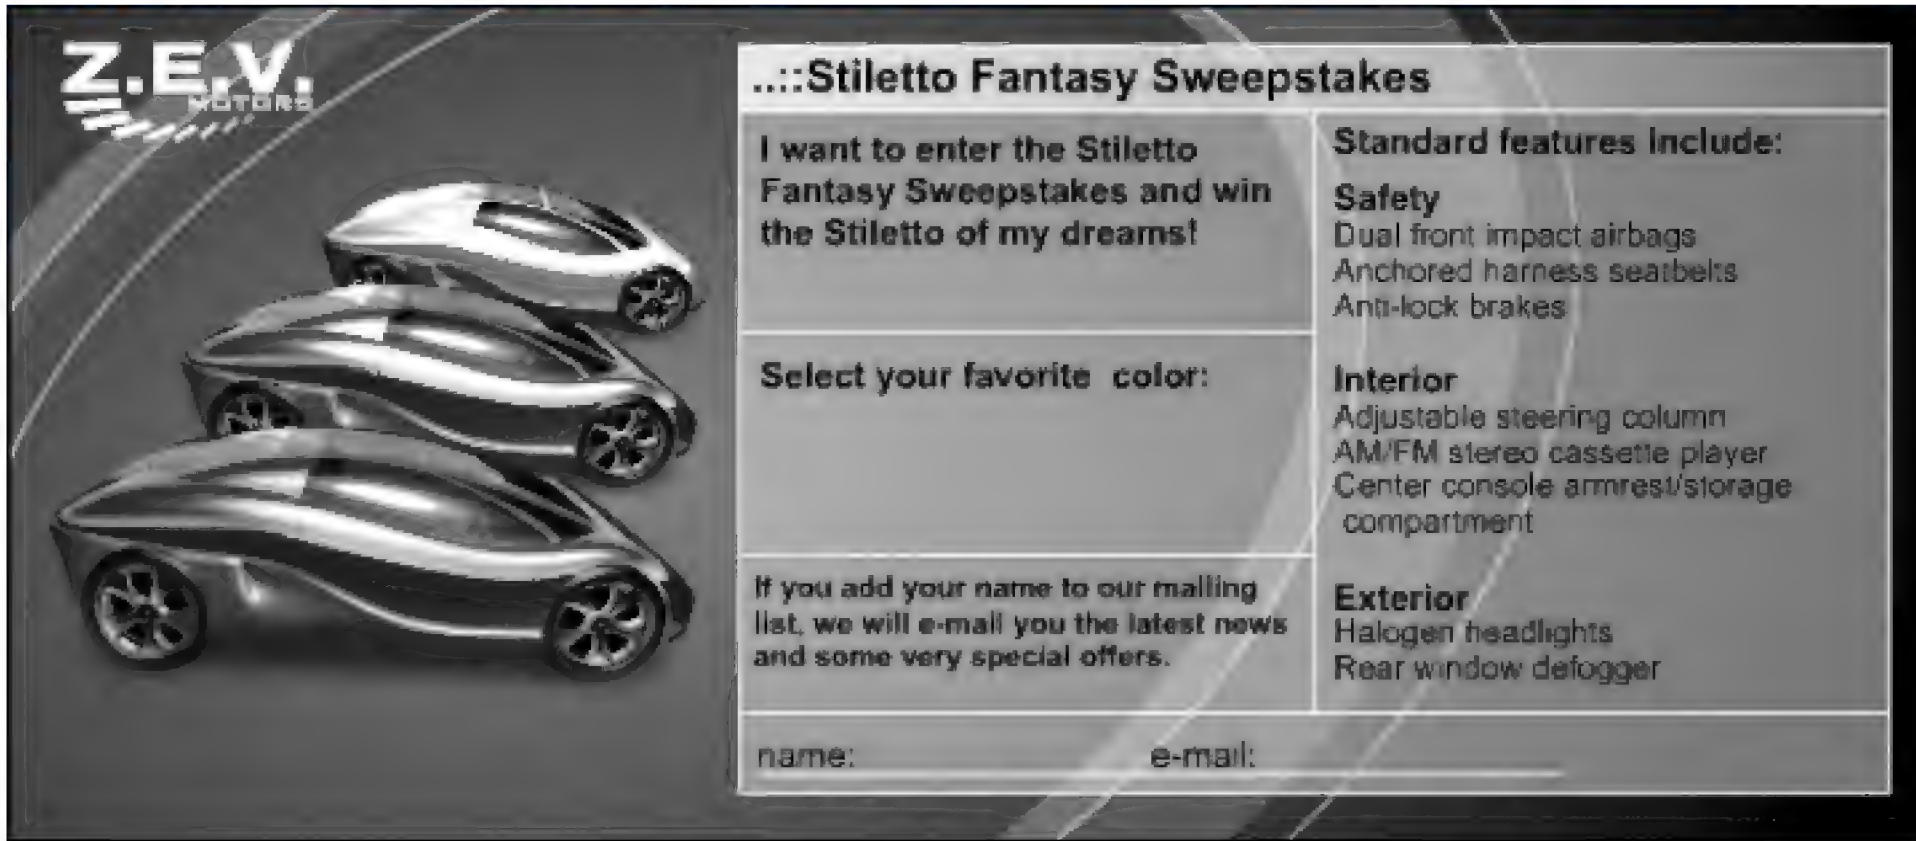 Z.E.V.
MOTORS
..::Stiletto Fantasy Sweepstakes
I want to enter the Stiletto
Fantasy Sweepstakes and win
the Stiletto of my dreams!
Select your favorite color:
If you add your name to our mailing
list, we will e-mail you the latest news
and some very special offers.
Standard features include:
Safety
Dual front impact airbags
Anchored harness seatbelts
Anti-lock brakes
Interior
Adjustable steering column
AM/FM stereo cassette player
Center console armrest/storage
compartment
Exterior
Halogen headlights
Rear window defogger
name:
e-mail: